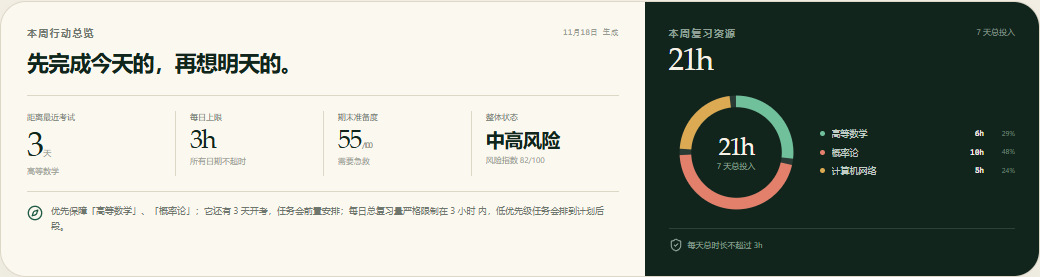 本周行动总览
11月18日 生成
先完成今天的，再想明天的。
距离最近考试
3天
高等数学
每日上限
3h
所有日期不超时
期末准备度
55/100
需要急救
整体状态
中高风险
风险指数 82/100
优先保障「高等数学」、「概率论」；它还有 3 天开考，任务会前置安排；每日总复习量严格限制在 3 小时 内，低优先级任务会排到计划后
段。
本周复习资源
7 天总投入
21h
21h
7 天总投入
高等数学 6h 29%
概率论 10h 48%
计算机网络 5h 24%
每天总时长不超过 3h